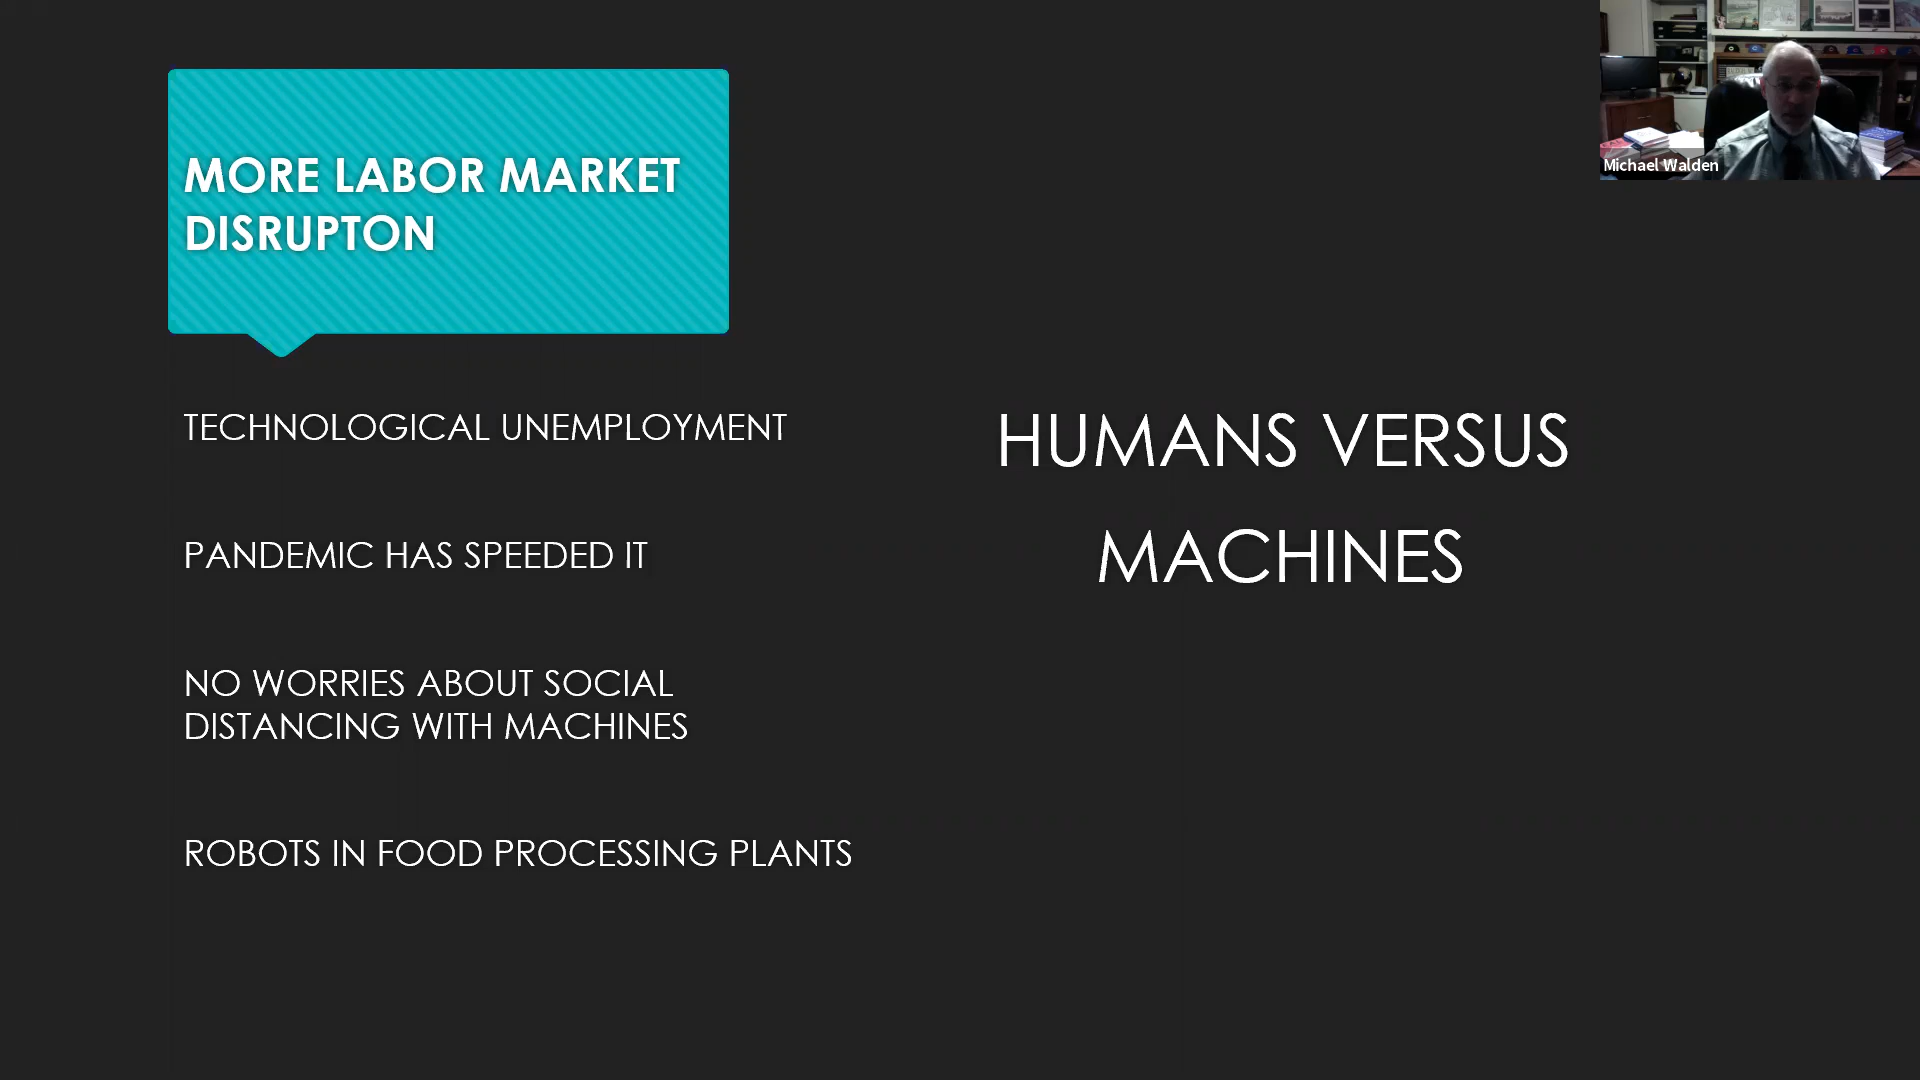 MORE LABOR MARKET
DISRUPTON
TECHNOLOGICAL UNEMPLOYMENT
PANDEMIC HAS SPEEDED IT
NO WORRIES ABOUT SOCIAL
DISTANCING WITH MACHINES
ROBOTS IN FOOD PROCESSING PLANTS
HUMANS VERSUS
MACHINES
Michael Walden